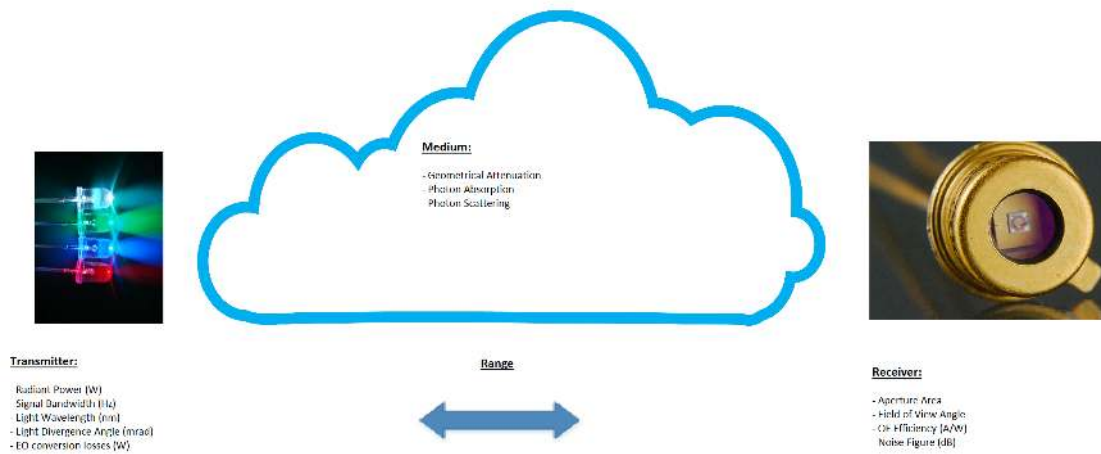 Medium:
- Geometrical Attenuation
- Photon Absorption
Photon Scattering
Transmitter:
Radiant Power (W)
Signal Bandwidth (Hz)
Light Wavelength (nm)
- Light Divergence Angle (mrad)
- EO conversion losses (W)
Range
Receiver:
- Aperture Area
- Field of View Angle
- OE Efficiency (A/W)
Noise Figure (dB)